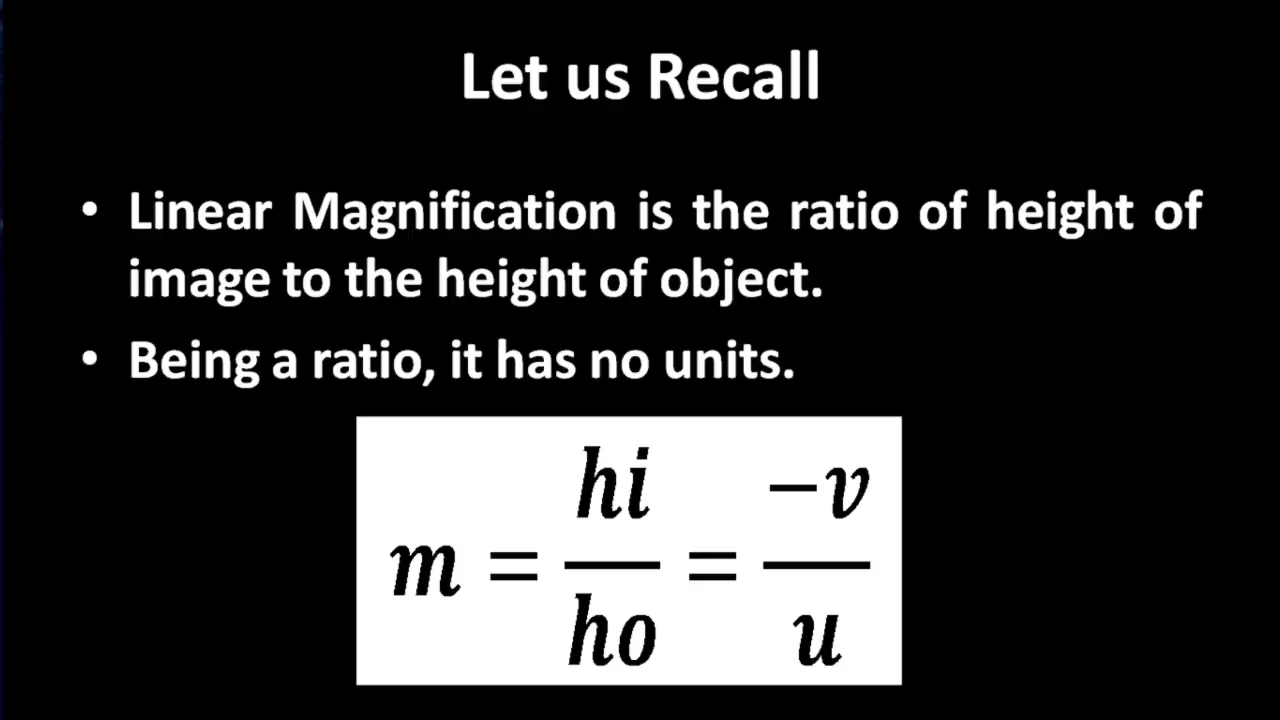 Let us Recall
• Linear Magnification is the ratio of height of
image to the height of object.
• Being a ratio, it has no units.
m = hi/ho = -v/u